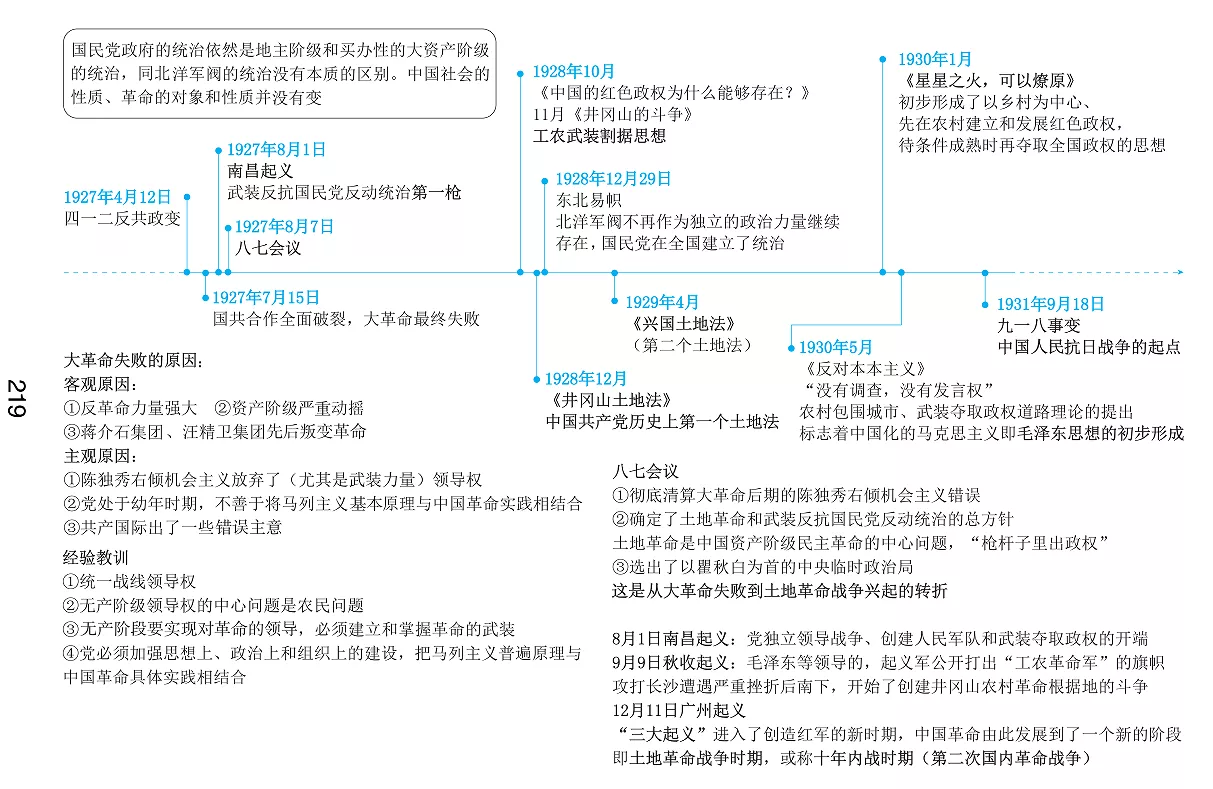 国民党政府的统治依然是地主阶级和买办性的大资产阶级
的统治，同北洋军阀的统治没有本质的区别。中国社会的
性质、革命的对象和性质并没有变
1927年4月12日
四一二反共政变
1927年8月1日
南昌起义
武装反抗国民党反动统治第一枪
1927年8月7日
八七会议
1927年7月15日
国共合作全面破裂，大革命最终失败
1928年10月
《中国的红色政权为什么能够存在？》
11月《井冈山的斗争》
工农武装割据思想
1928年12月29日
东北易帜
北洋军阀不再作为独立的政治力量继续
存在，国民党在全国建立了统治
1928年12月
《井冈山土地法》
中国共产党历史上第一个土地法
1929年4月
《兴国土地法》
（第二个土地法）
1930年1月
《星星之火，可以燎原》
初步形成了以乡村为中心、
先在农村建立和发展红色政权，
待条件成熟时再夺取全国政权的思想
1930年5月
《反对本本主义》
“没有调查，没有发言权”
农村包围城市、武装夺取政权道路理论的提出
标志着中国化的马克思主义即毛泽东思想的初步形成
1931年9月18日
九一八事变
中国人民抗日战争的起点
大革命失败的原因：
客观原因：
①反革命力量强大　②资产阶级严重动摇
③蒋介石集团、汪精卫集团先后叛变革命
主观原因：
①陈独秀右倾机会主义放弃了（尤其是武装力量）领导权
②党处于幼年时期，不善于将马列主义基本原理与中国革命实践相结合
③共产国际出了一些错误主意
经验教训
①统一战线领导权
②无产阶级领导权的中心问题是农民问题
③无产阶段要实现对革命的领导，必须建立和掌握革命的武装
④党必须加强思想上、政治上和组织上的建设，把马列主义普遍原理与
中国革命具体实践相结合
八七会议
①彻底清算大革命后期的陈独秀右倾机会主义错误
②确定了土地革命和武装反抗国民党反动统治的总方针
土地革命是中国资产阶级民主革命的中心问题，“枪杆子里出政权”
③选出了以瞿秋白为首的中央临时政治局
这是从大革命失败到土地革命战争兴起的转折
8月1日南昌起义：党独立领导战争、创建人民军队和武装夺取政权的开端
9月9日秋收起义：毛泽东等领导的，起义军公开打出“工农革命军”的旗帜
攻打长沙遭遇严重挫折后南下，开始了创建井冈山农村革命根据地的斗争
12月11日广州起义
“三大起义”进入了创造红军的新时期，中国革命由此发展到了一个新的阶段
即土地革命战争时期，或称十年内战时期（第二次国内革命战争）
219